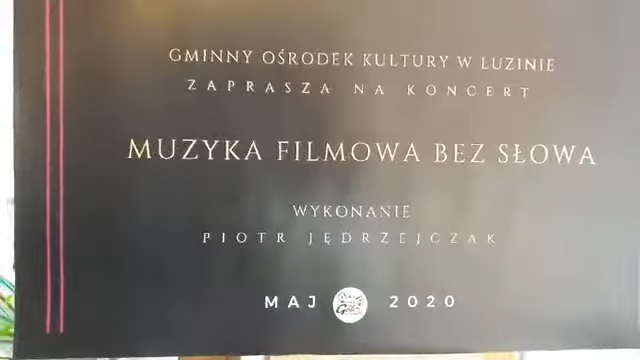 GMINNY OŚRODEK KULTURY W LUZINIE
ZAPRASZA NA KONCERT
MUZYKA FILMOWA BEZ SŁOWA
WYKONANIE
PIOTR JĘDRZEJCZAK
MAJ 2020